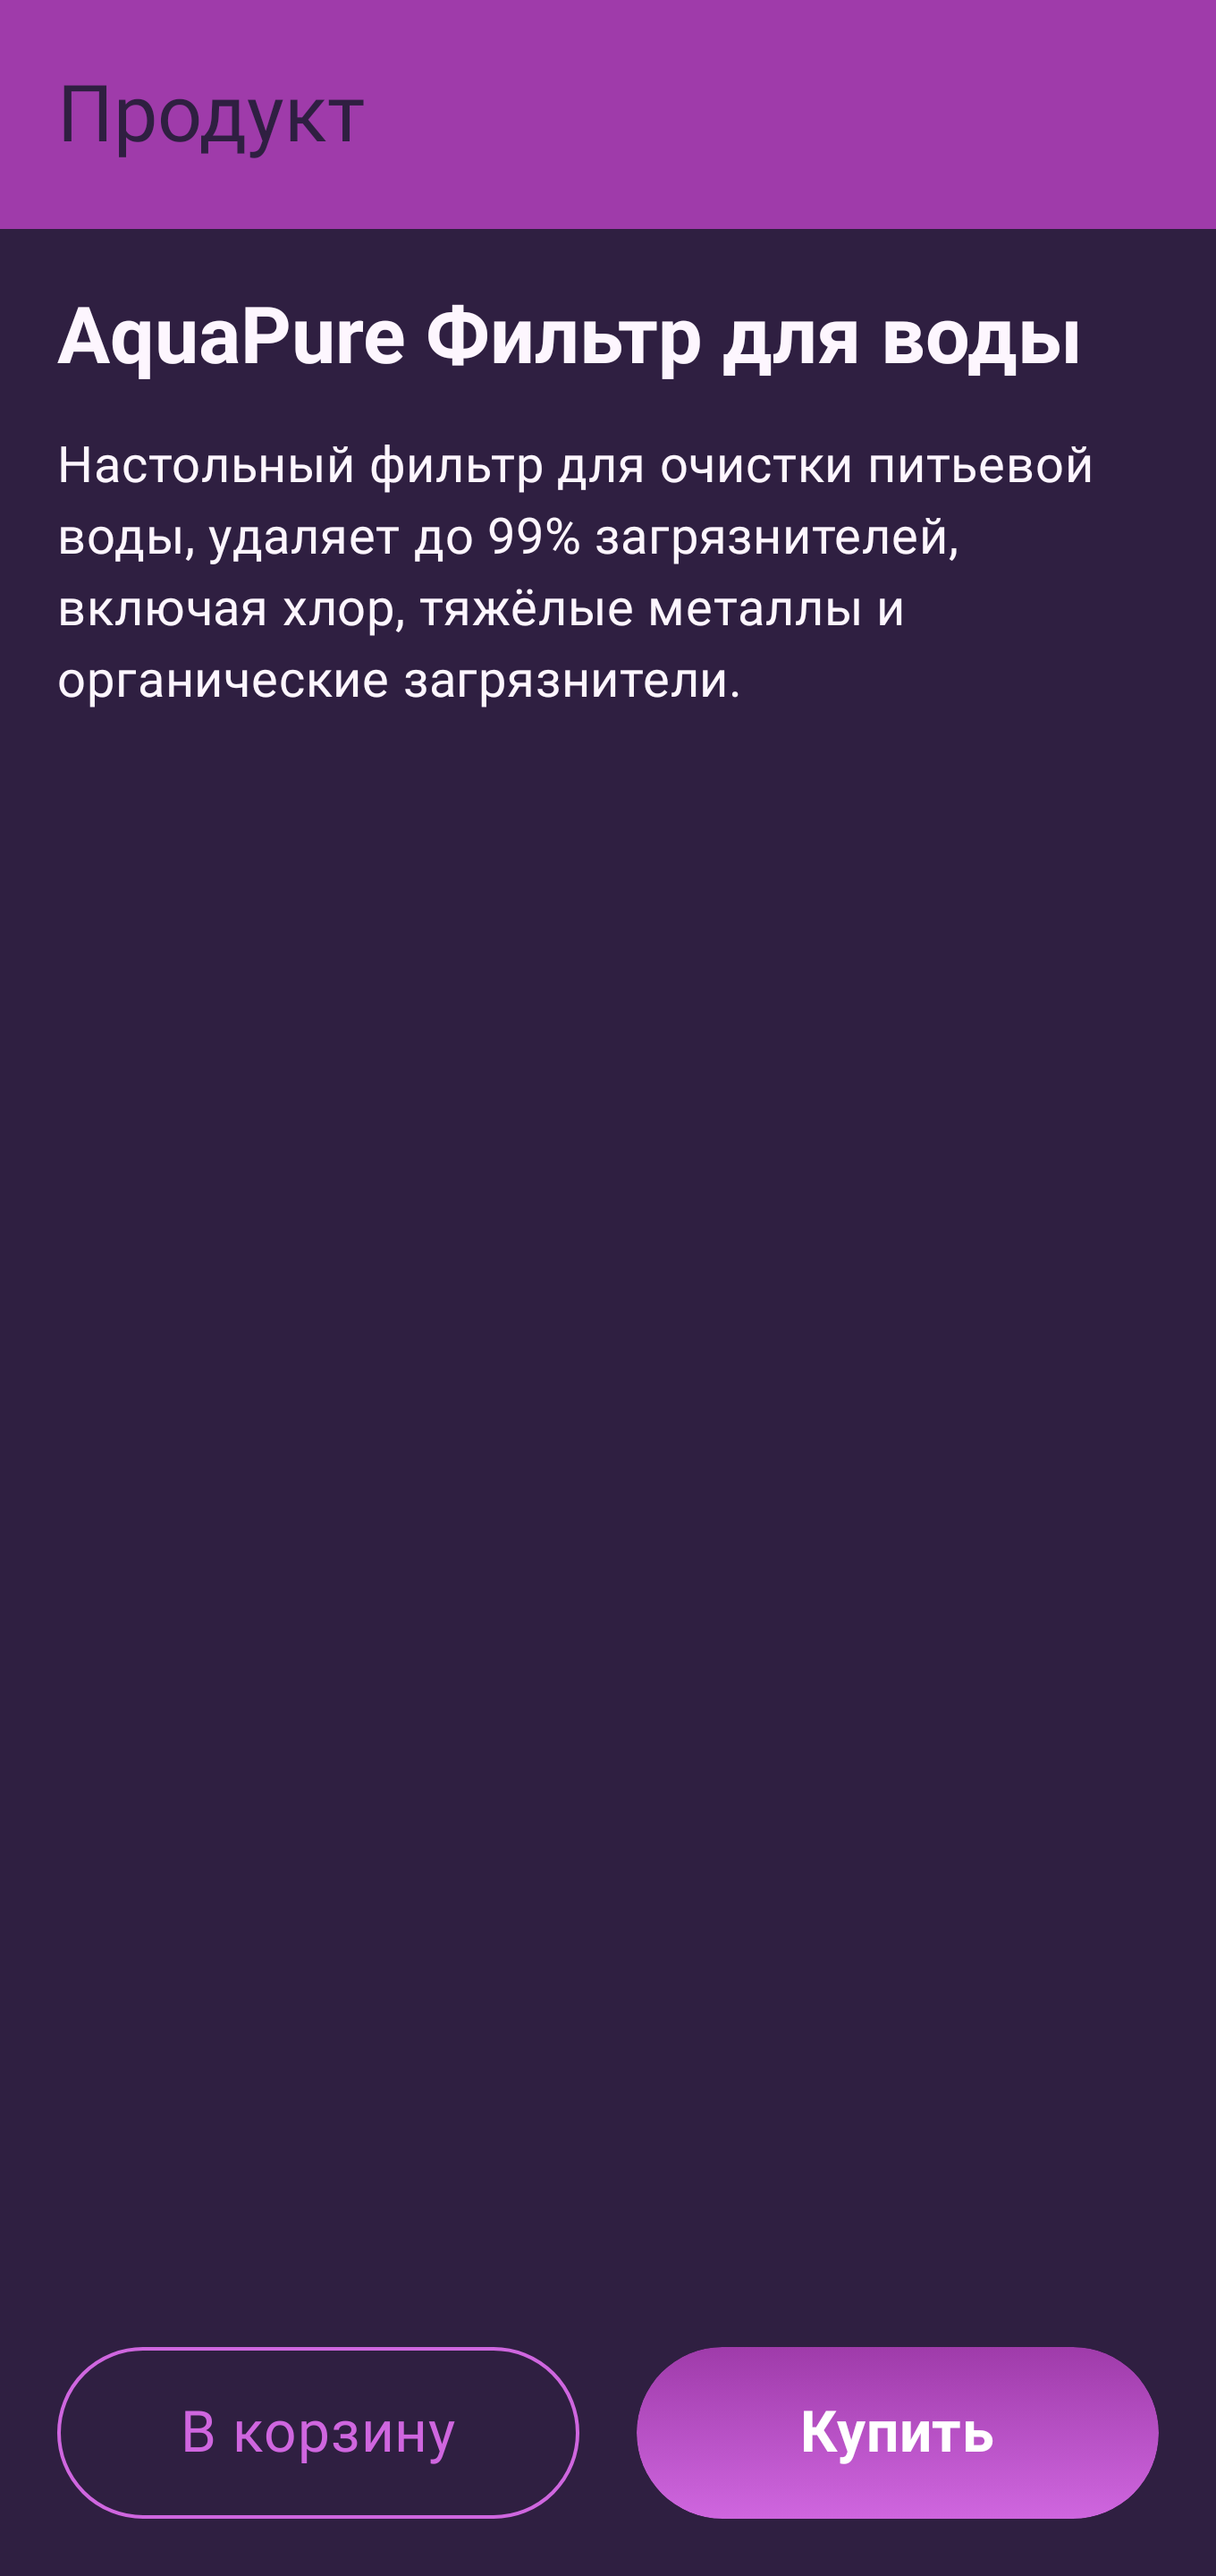 Продукт
AquaPure Фильтр для воды
Настольный фильтр для очистки питьевой
воды, удаляет до 99% загрязнителей,
включая хлор, тяжёлые металлы и
органические загрязнители.
В корзину
Купить